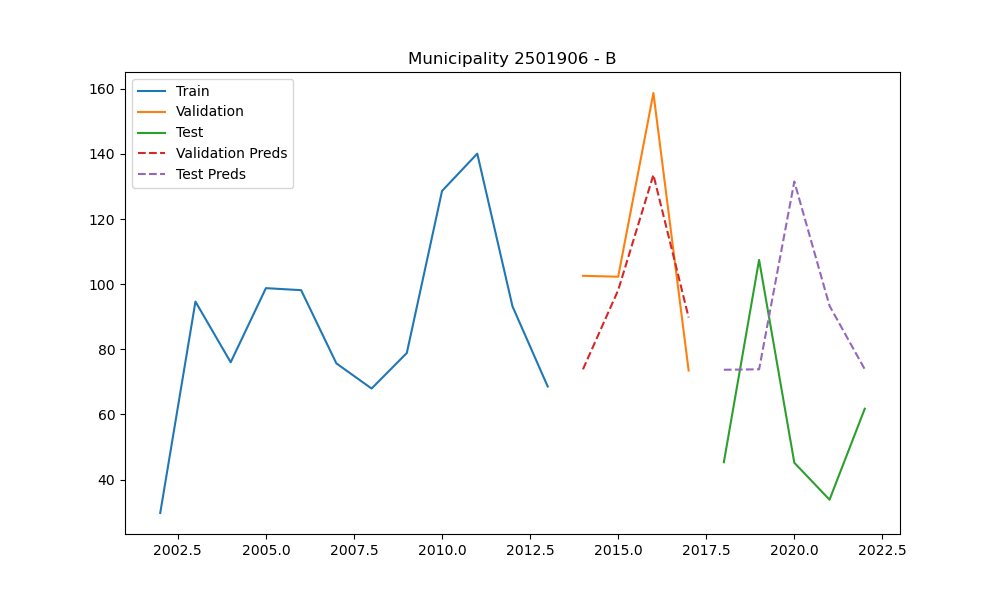 Municipality 2501906 - B
Train
Validation
Test
Validation Preds
Test Preds
160
140
120
100
80
60
40
2002.5 2005.0 2007.5 2010.0 2012.5 2015.0 2017.5 2020.0 2022.5